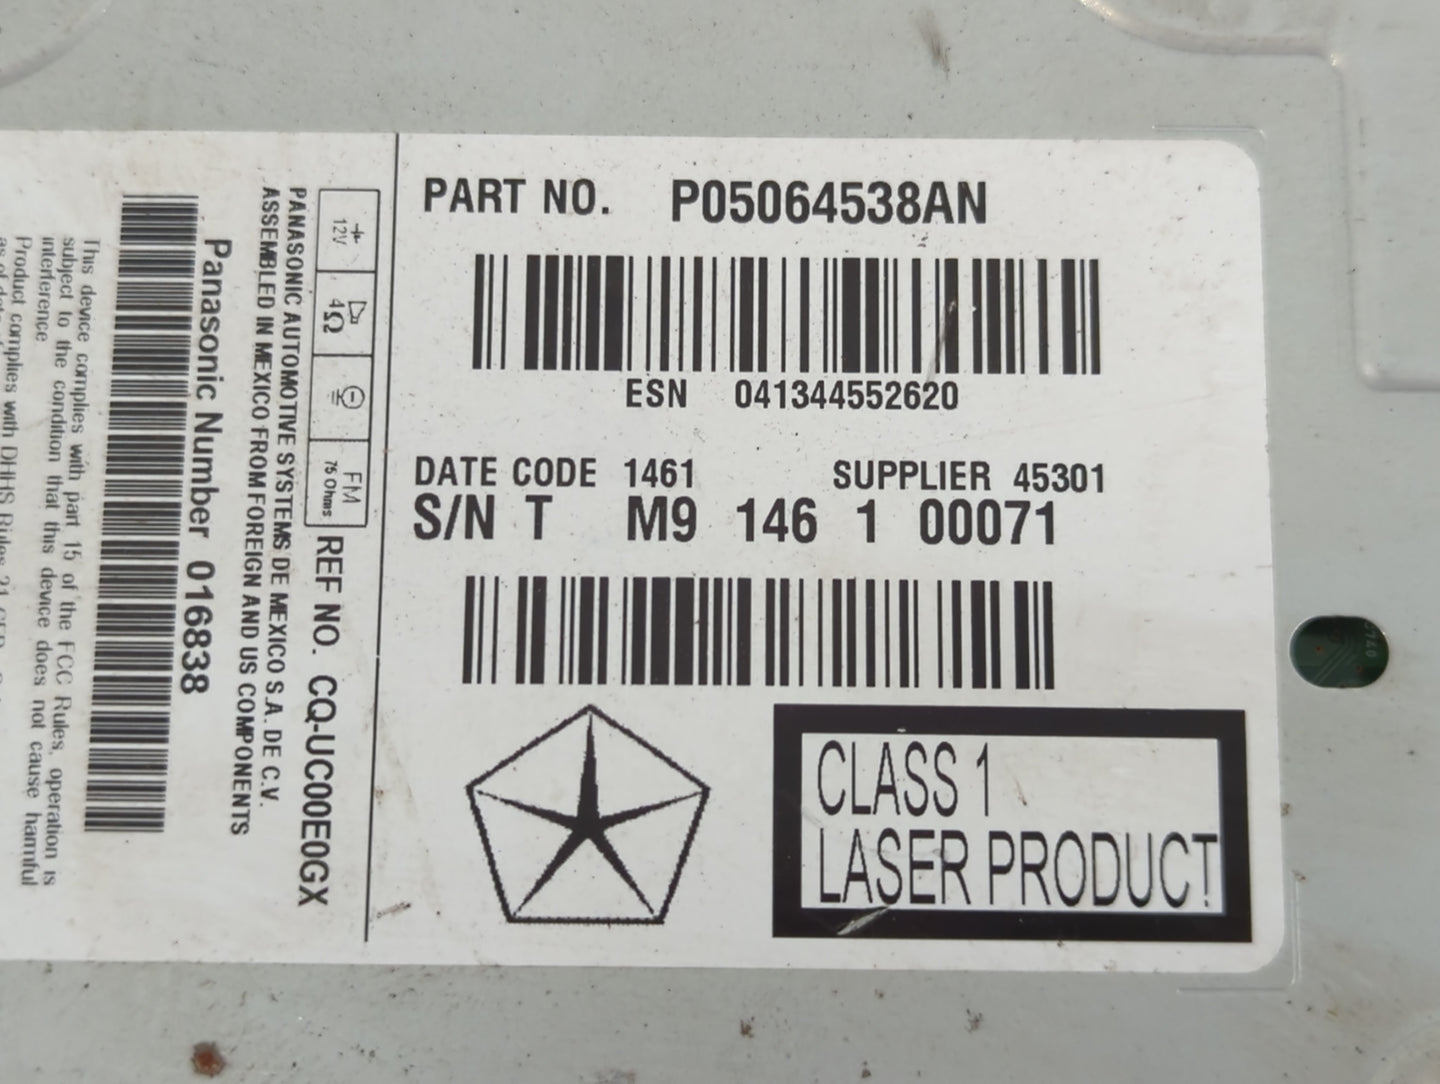 PART NO. P05064538AN
ESN 041344552620
DATE CODE 1461 SUPPLIER 45301
S/N T M9 146 1 00071
CLASS 1
LASER PRODUCT
12V
4Ω
FM
75 Ohms
REF NO. CQ-UC00E0GX
PANASONIC AUTOMOTIVE SYSTEMS DE MEXICO S.A. DE C.V.
ASSEMBLED IN MEXICO FROM FOREIGN AND US COMPONENTS
Panasonic Number 016838
This device complies with part 15 of the FCC Rules, operation is
subject to the condition that this device does not cause harmful
interference
Product complies with DHHS Rules 21 CFR